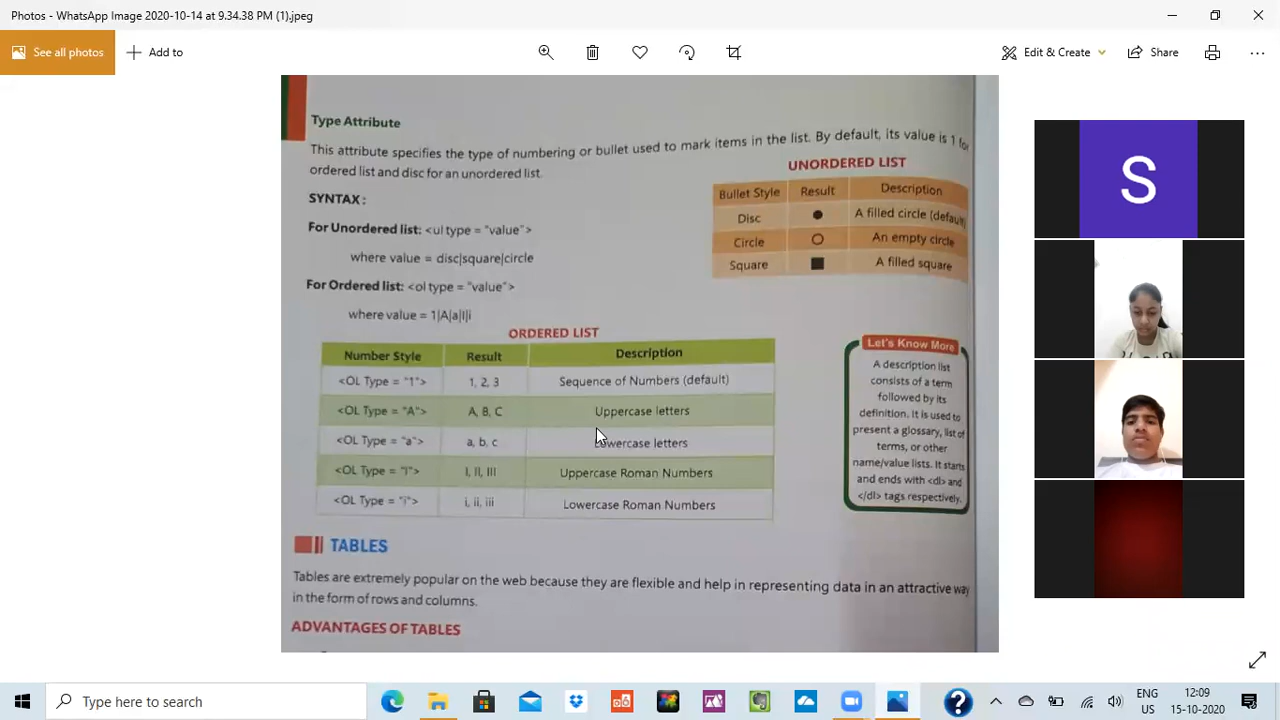 Photos - WhatsApp Image 2020-10-14 at 9.34.38 PM (1).jpeg
See all photos
Add to
Edit & Create
Share
Type Attribute
This attribute specifies the type of numbering or bullet used to mark items in the list. By default, its value is 1 for
ordered list and disc for an unordered list.
SYNTAX:
For Unordered list: <ul type = "value">
where value = disc|square|circle
For Ordered list: <ol type = "value">
where value = 1|A|a|I|i
UNORDERED LIST
Bullet Style Result Description
Disc ● A filled circle (default)
Circle ○ An empty circle
Square ■ A filled square
ORDERED LIST
Number Style Result Description
<OL Type = "1"> 1, 2, 3 Sequence of Numbers (default)
<OL Type = "A"> A, B, C Uppercase letters
<OL Type = "a"> a, b, c Lowercase letters
<OL Type = "I"> I, II, III Uppercase Roman Numbers
<OL Type = "i"> i, ii, iii Lowercase Roman Numbers
Let's Know More
A description list
consists of a term
followed by its
definition. It is used to
present a glossary, list of
terms, or other
name/value lists. It starts
and ends with <dl> and
</dl> tags respectively.
TABLES
Tables are extremely popular on the web because they are flexible and help in representing data in an attractive way
in the form of rows and columns.
ADVANTAGES OF TABLES
S
Type here to search
ENG
US
12:09
15-10-2020